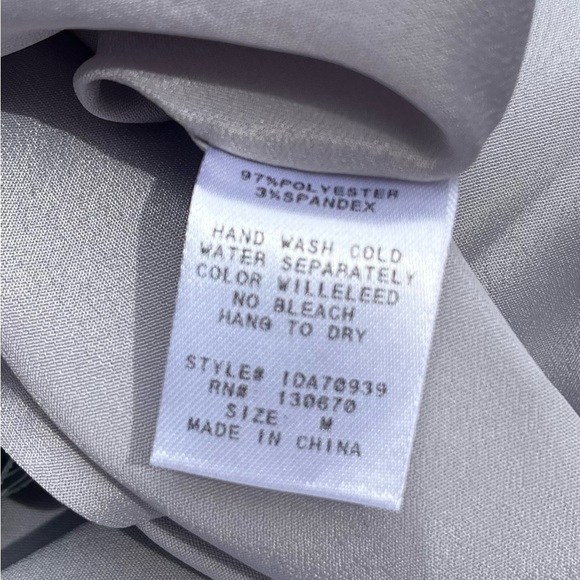 97%POLYESTER
3%SPANDEX
HAND WASH COLD
WATER SEPARATELY
COLOR WILLELEED
NO BLEACH
HANG TO DRY
STYLE# IDA70939
RN# 130670
SIZE M
MADE IN CHINA